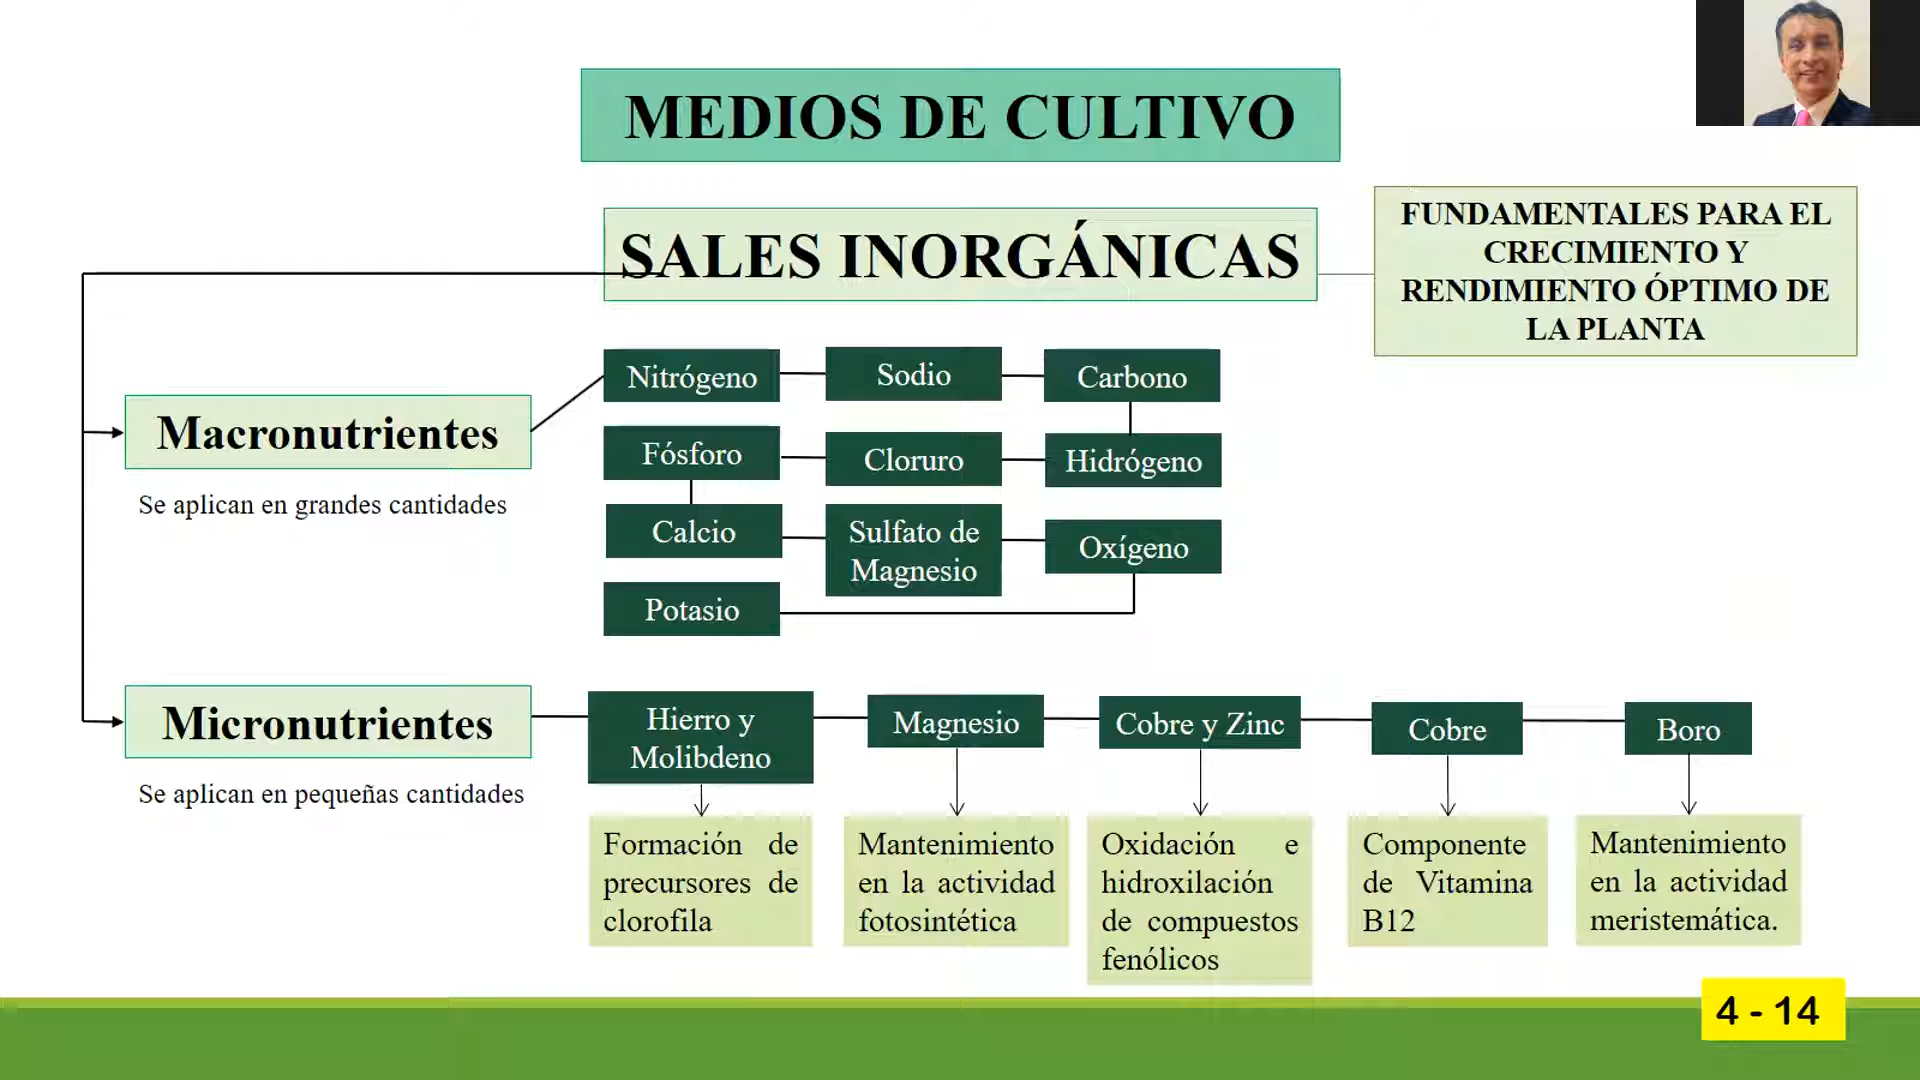 MEDIOS DE CULTIVO
SALES INORGÁNICAS
FUNDAMENTALES PARA EL
CRECIMIENTO Y
RENDIMIENTO ÓPTIMO DE
LA PLANTA
Macronutrientes
Se aplican en grandes cantidades
Nitrógeno
Sodio
Carbono
Fósforo
Cloruro
Hidrógeno
Calcio
Sulfato de
Magnesio
Oxígeno
Potasio
Micronutrientes
Se aplican en pequeñas cantidades
Hierro y
Molibdeno
Magnesio
Cobre y Zinc
Cobre
Boro
Formación de
precursores de
clorofila
Mantenimiento
en la actividad
fotosintética
Oxidación e
hidroxilación
de compuestos
fenólicos
Componente
de Vitamina
B12
Mantenimiento
en la actividad
meristemática.
4 - 14